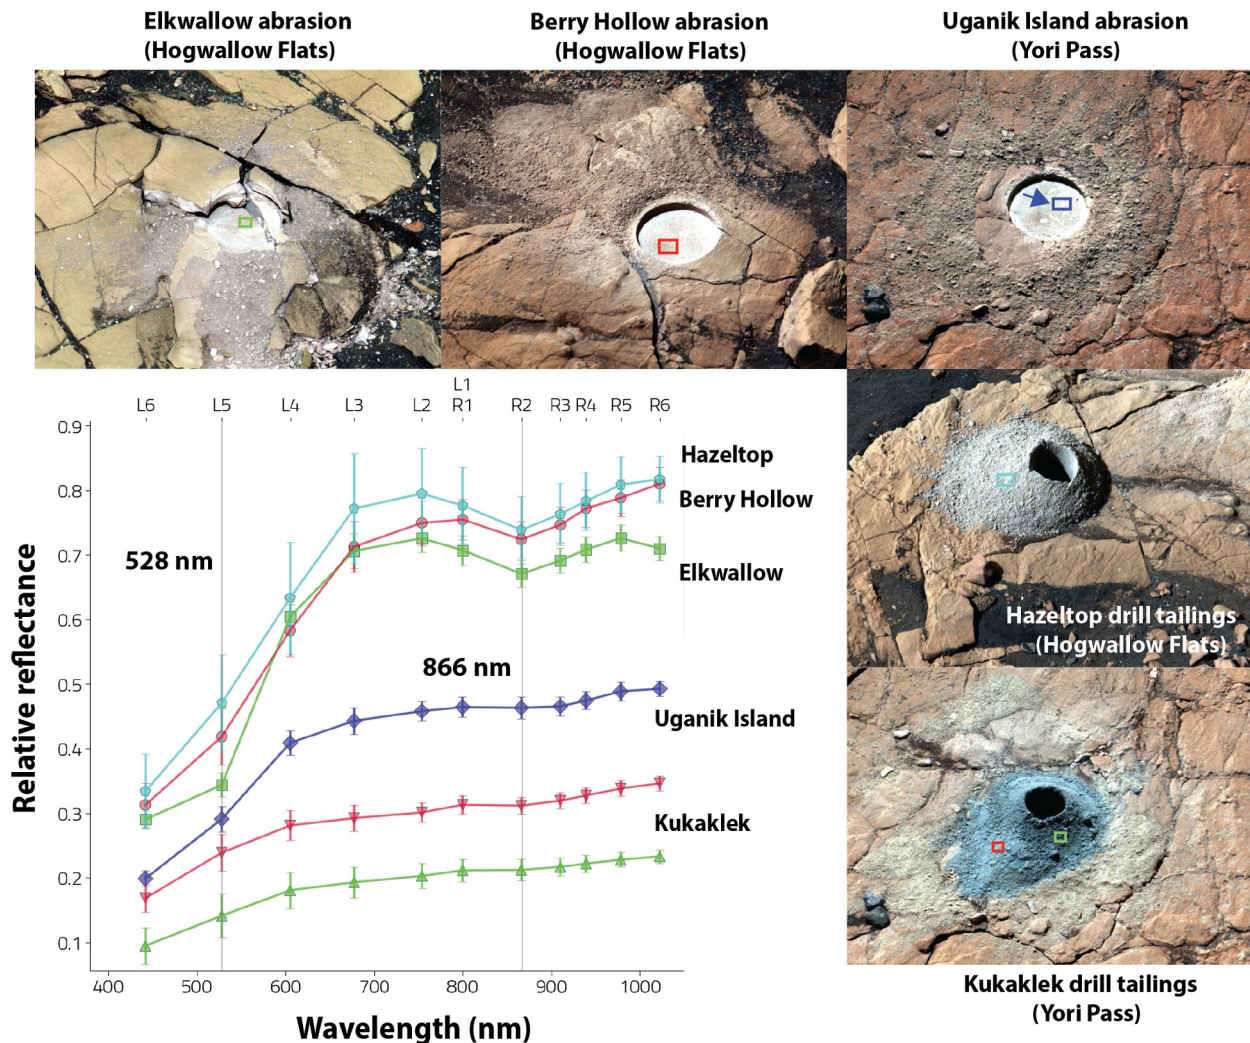 Elkwallow abrasion
(Hogwallow Flats)
Berry Hollow abrasion
(Hogwallow Flats)
Uganik Island abrasion
(Yori Pass)
L1
L6 L5 L4 L3 L2 R1 R2 R3 R4 R5 R6
0.9
0.8
0.7
0.6
0.5
0.4
0.3
0.2
0.1
Relative reflectance
528 nm
866 nm
Hazeltop
Berry Hollow
Elkwallow
Uganik Island
Kukaklek
400 500 600 700 800 900 1000
Wavelength (nm)
Hazeltop drill tailings
(Hogwallow Flats)
Kukaklek drill tailings
(Yori Pass)